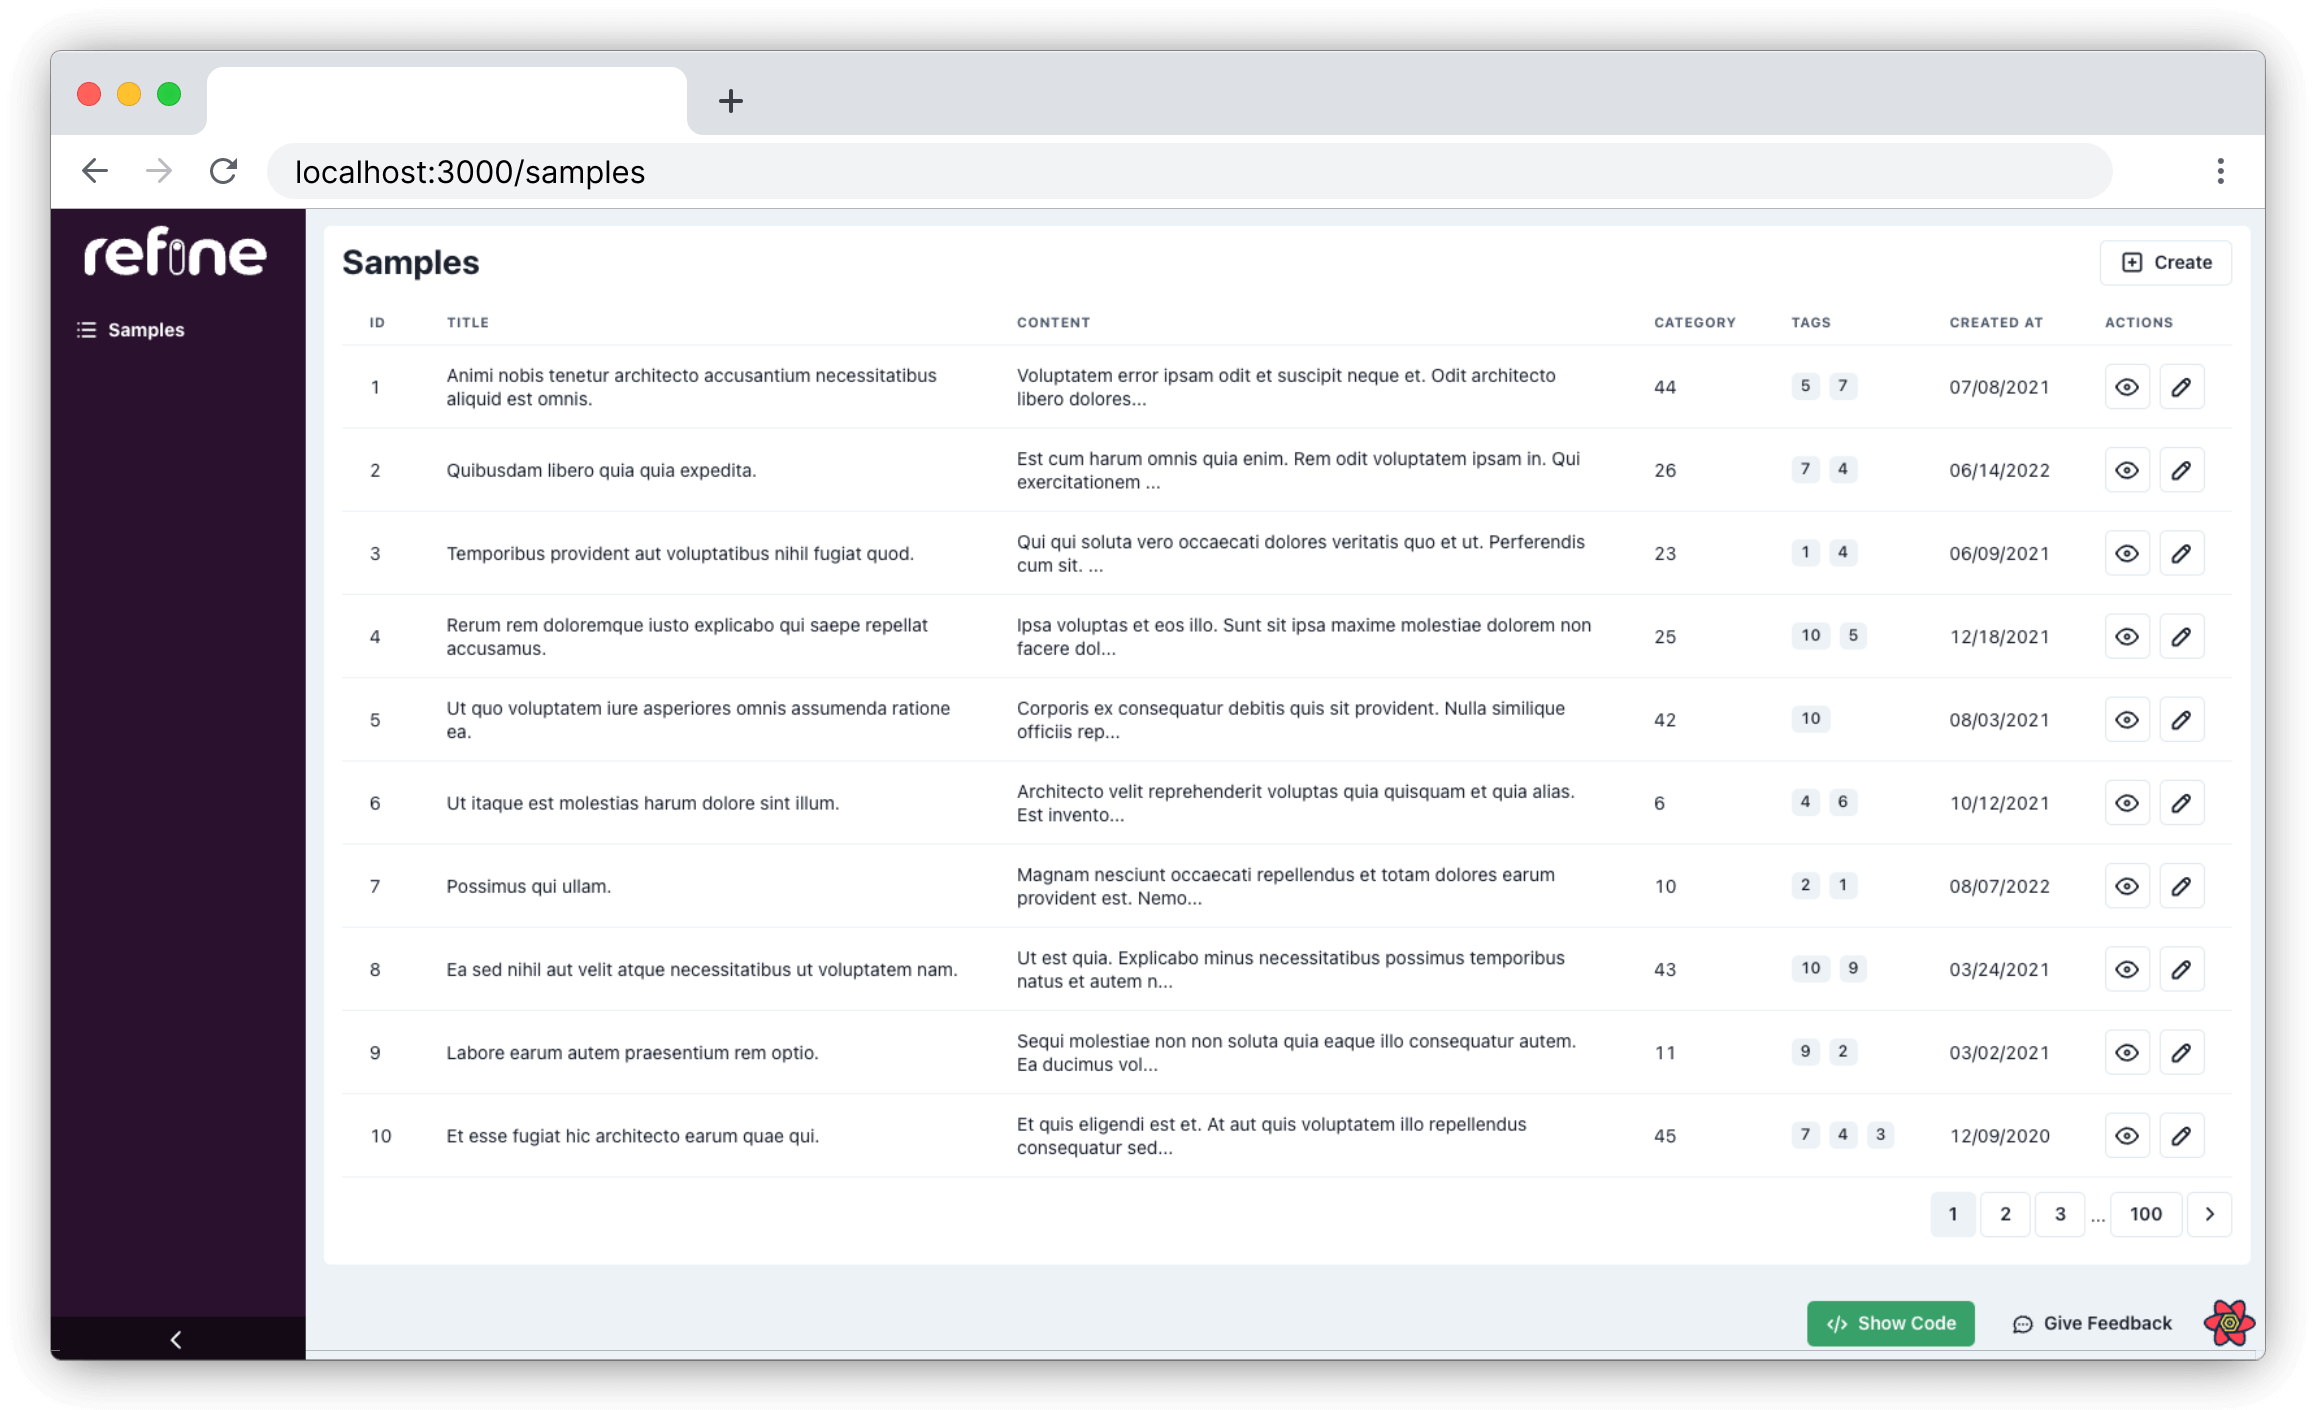 localhost:3000/samples
refine
Samples
Samples
Create
ID TITLE CONTENT CATEGORY TAGS CREATED AT ACTIONS
1 Animi nobis tenetur architecto accusantium necessitatibus Voluptatem error ipsam odit et suscipit neque et. Odit architecto 44 5 7 07/08/2021
aliquid est omnis. libero dolores...
2 Quibusdam libero quia quia expedita. Est cum harum omnis quia enim. Rem odit voluptatem ipsam in. Qui 26 7 4 06/14/2022
exercitationem ...
3 Temporibus provident aut voluptatibus nihil fugiat quod. Qui qui soluta vero occaecati dolores veritatis quo et ut. Perferendis 23 1 4 06/09/2021
cum sit. ...
4 Rerum rem doloremque iusto explicabo qui saepe repellat Ipsa voluptas et eos illo. Sunt sit ipsa maxime molestiae dolorem non 25 10 5 12/18/2021
accusamus. facere dol...
5 Ut quo voluptatem iure asperiores omnis assumenda ratione Corporis ex consequatur debitis quis sit provident. Nulla similique 42 10 08/03/2021
ea. officiis rep...
6 Ut itaque est molestias harum dolore sint illum. Architecto velit reprehenderit voluptas quia quisquam et quia alias. 6 4 6 10/12/2021
Est invento...
7 Possimus qui ullam. Magnam nesciunt occaecati repellendus et totam dolores earum 10 2 1 08/07/2022
provident est. Nemo...
8 Ea sed nihil aut velit atque necessitatibus ut voluptatem nam. Ut est quia. Explicabo minus necessitatibus possimus temporibus 43 10 9 03/24/2021
natus et autem n...
9 Labore earum autem praesentium rem optio. Sequi molestiae non non soluta quia eaque illo consequatur autem. 11 9 2 03/02/2021
Ea ducimus vol...
10 Et esse fugiat hic architecto earum quae qui. Et quis eligendi est et. At aut quis voluptatem illo repellendus 45 7 4 3 12/09/2020
consequatur sed...
1 2 3 ... 100
</> Show Code Give Feedback